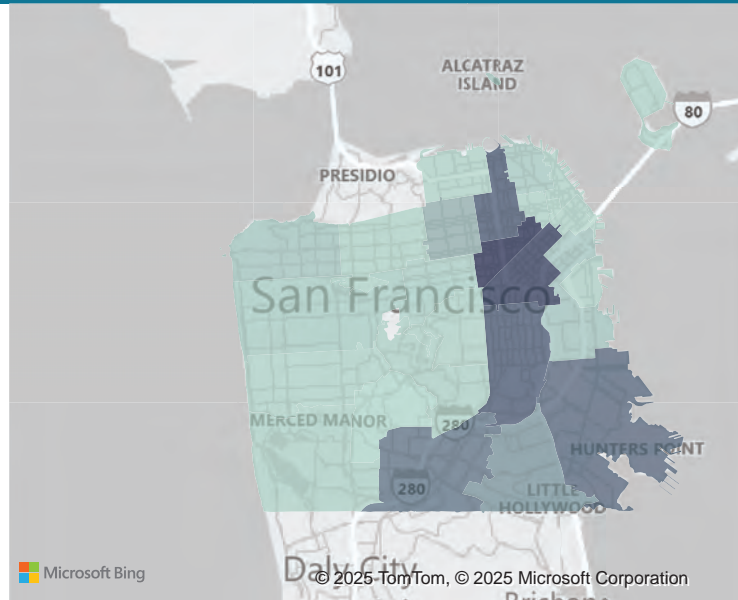 101
ALCATRAZ
ISLAND
80
PRESIDIO
San Francisco
MERCED MANOR
280
HUNTERS POINT
280
LITTLE
HOLLYWOOD
Microsoft Bing
Daly City
© 2025 TomTom, © 2025 Microsoft Corporation
Brisbane